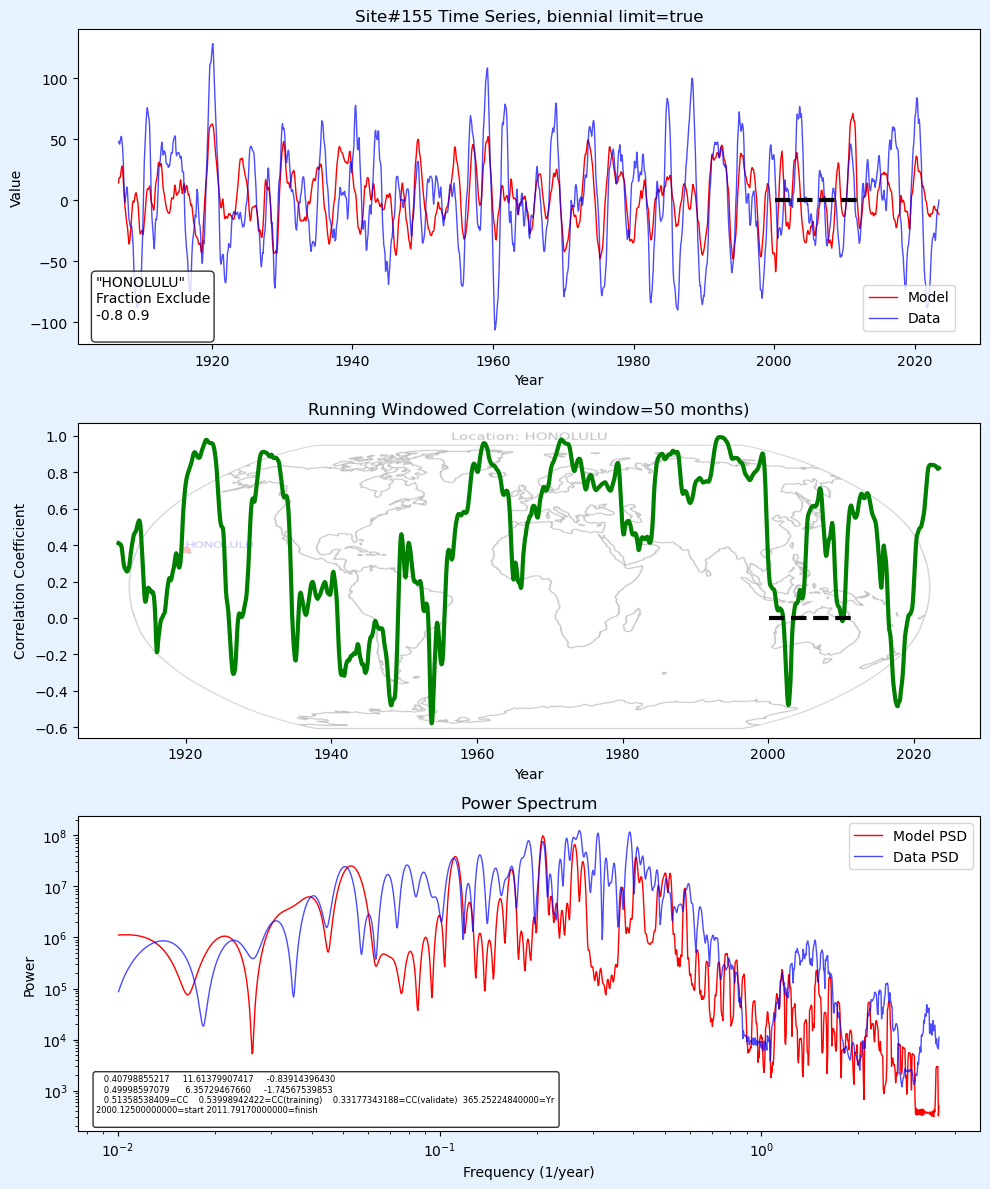 Site#155 Time Series, biennial limit=true
Value
100
50
0
−50
−100
"HONOLULU"
Fraction Exclude
-0.8 0.9
Model
Data
1920
1940
1960
1980
2000
2020
Year
Running Windowed Correlation (window=50 months)
Location: HONOLULU
Correlation Coefficient
1.0
0.8
0.6
0.4
0.2
0.0
−0.2
−0.4
−0.6
HONOLULU
1920
1940
1960
1980
2000
2020
Year
Power Spectrum
Power
10^8
10^7
10^6
10^5
10^4
10^3
Model PSD
Data PSD
0.40798855217 11.61379907417 -0.83914396430
0.49998597079 6.35729467660 -1.74567539853
0.51358538409=CC 0.53998942422=CC(training) 0.33177343188=CC(validate) 365.25224840000=Yr
2000.12500000000=start 2011.79170000000=finish
10^−2
10^−1
10^0
Frequency (1/year)